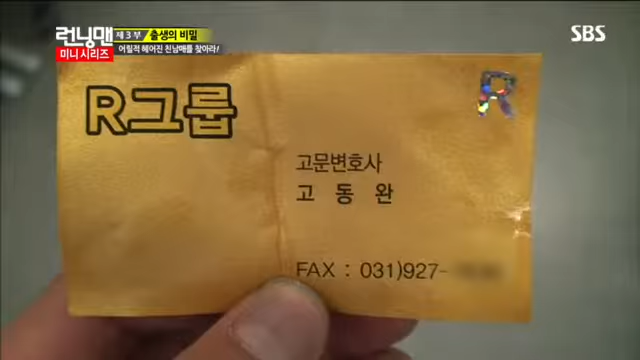 런닝맨
미니 시리즈
제 3 부 출생의 비밀
어릴적 헤어진 친남매를 찾아라!
SBS
R그룹
R
고문변호사
고 동 완
FAX : 031)927-